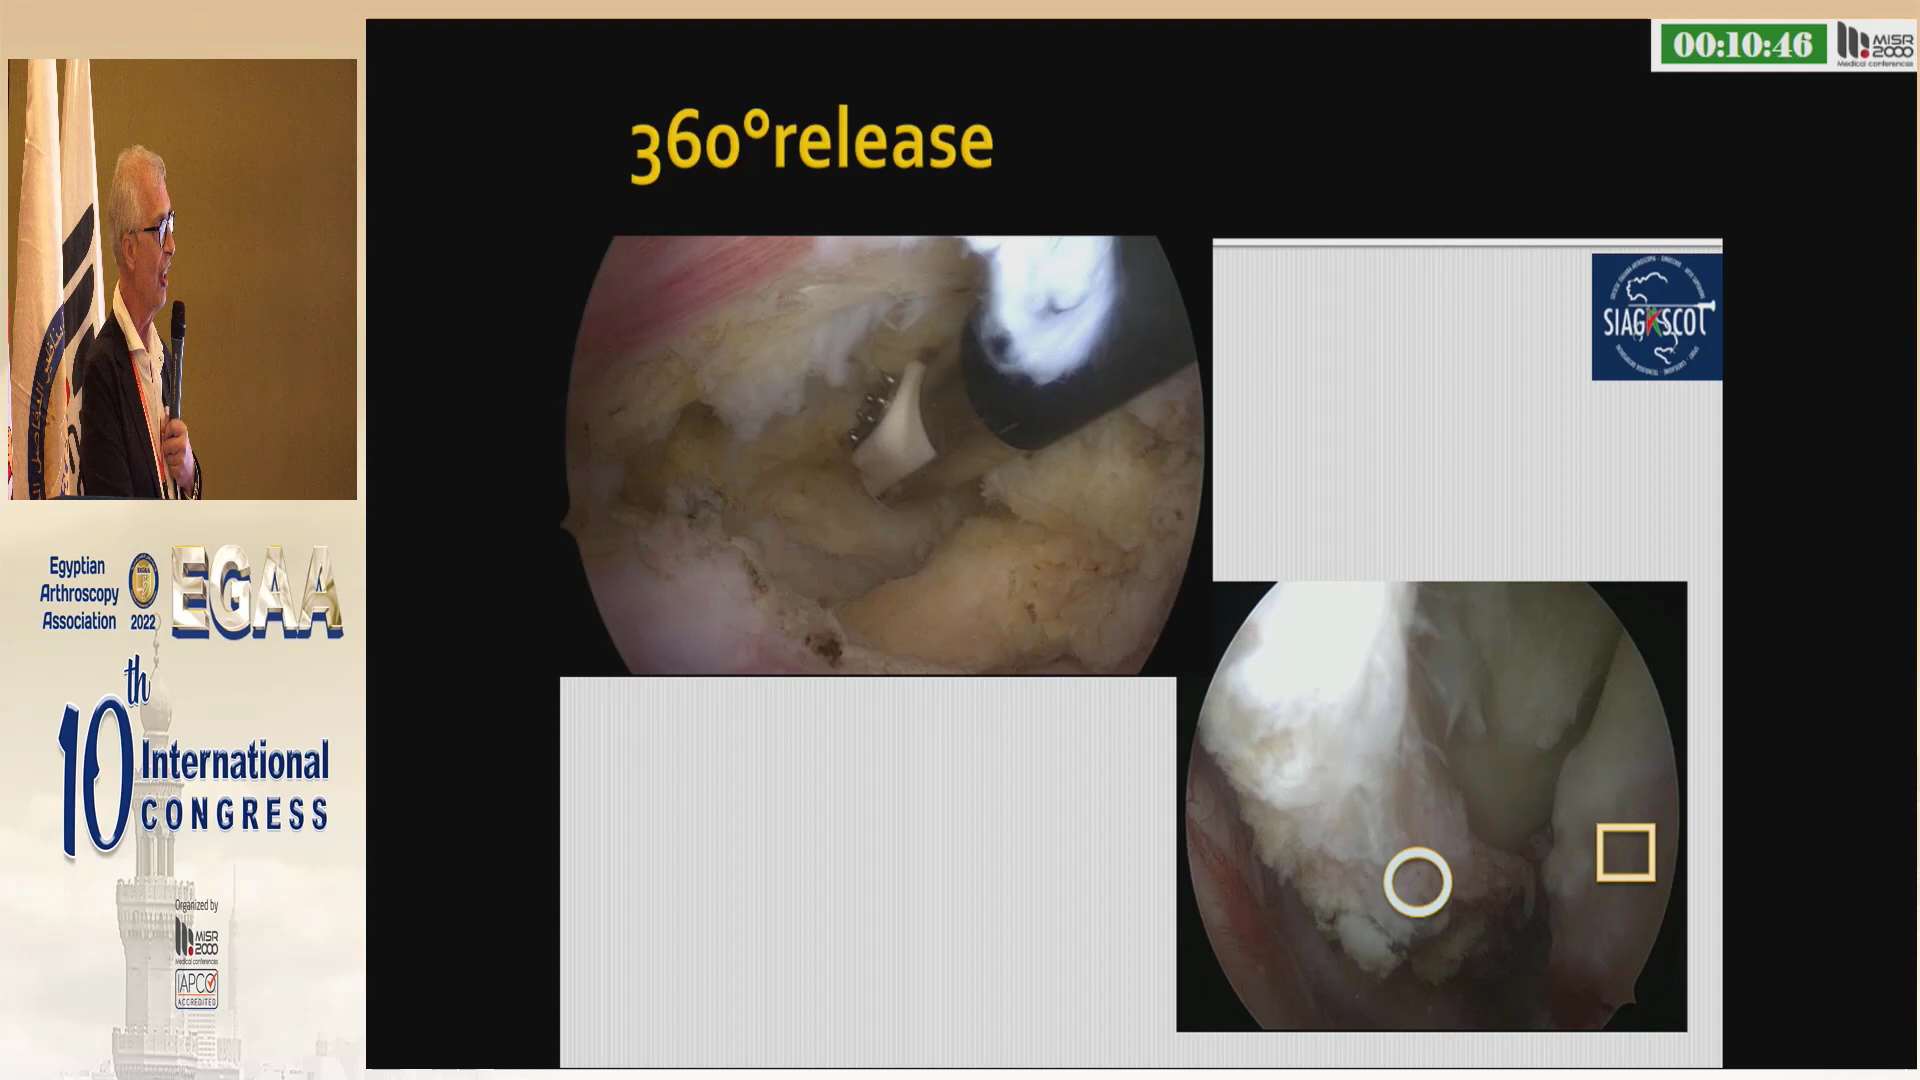 00:10:46
MISR
2000
Medical conferences
360°release
SIAGASCOT
Egyptian
Arthroscopy
Association
2022
EGAA
10th
International
CONGRESS
Organized by
MISR
2000
Medical conferences
IAPCO
ACCREDITED